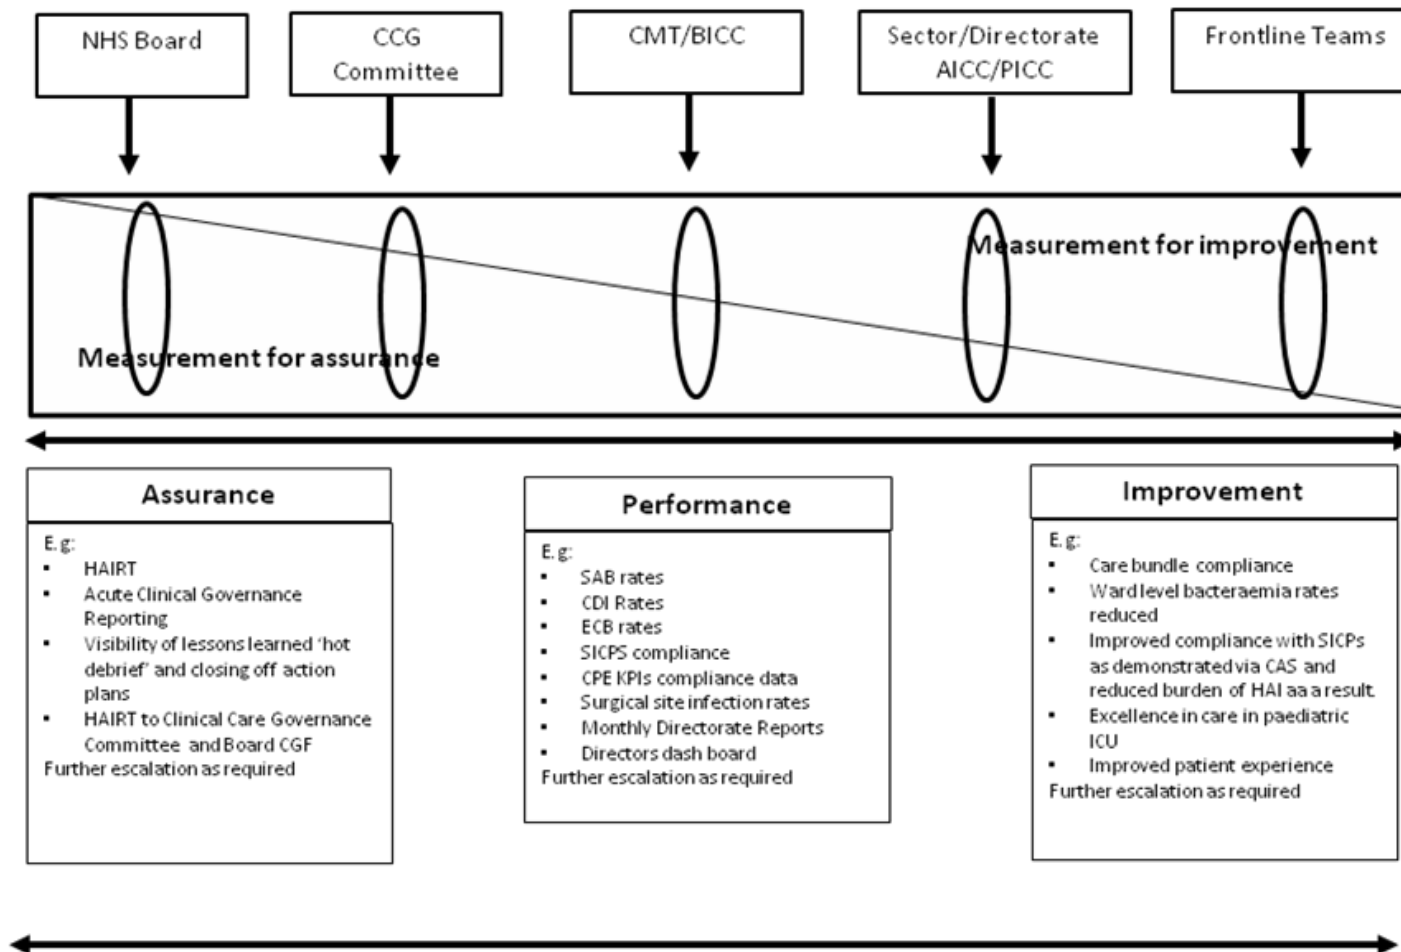 NHS Board
CCG
Committee
CMT/BICC
Sector/Directorate
AICC/PICC
Frontline Teams
Measurement for improvement
Measurement for assurance
Assurance
E.g:
▪ HAIRT
▪ Acute Clinical Governance
Reporting
▪ Visibility of lessons learned ‘hot
debrief’ and closing off action
plans
▪ HAIRT to Clinical Care Governance
Committee and Board CGF
Further escalation as required
Performance
E.g:
▪ SAB rates
▪ CDI Rates
▪ ECB rates
▪ SICPS compliance
▪ CPE KPIs compliance data
▪ Surgical site infection rates
▪ Monthly Directorate Reports
▪ Directors dash board
Further escalation as required
Improvement
E.g:
▪ Care bundle compliance
▪ Ward level bacteraemia rates
reduced
▪ Improved compliance with SICPs
as demonstrated via CAS and
reduced burden of HAI aa a result.
▪ Excellence in care in paediatric
ICU
▪ Improved patient experience
Further escalation as required